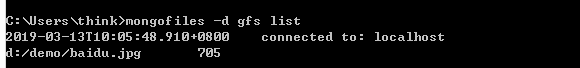 C:\Users\think>mongofiles -d gfs list
2019-03-13T10:05:48.910+0800    connected to: localhost
d:/demo/baidu.jpg       705